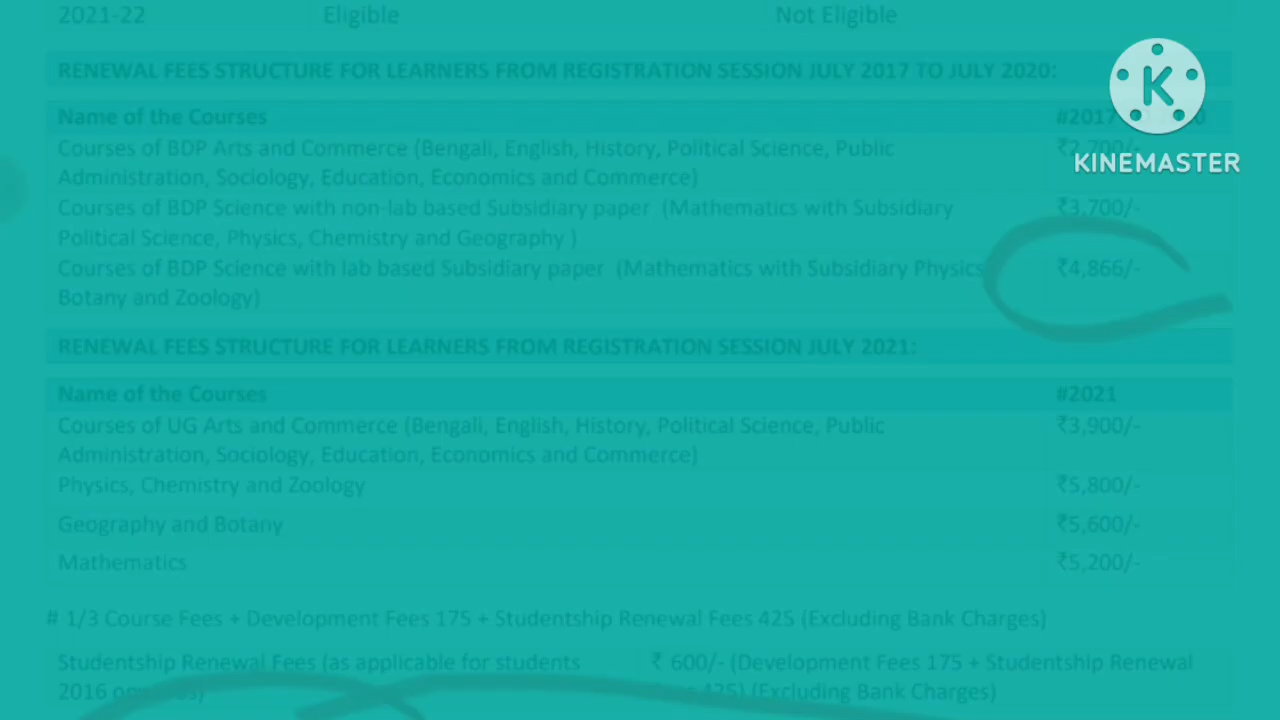 2021-22 Eligible Not Eligible
RENEWAL FEES STRUCTURE FOR LEARNERS FROM REGISTRATION SESSION JULY 2017 TO JULY 2020:
Name of the Courses #2017
K
Courses of BDP Arts and Commerce (Bengali, English, History, Political Science, Public ₹2,700/-
KINEMASTER
Administration, Sociology, Education, Economics and Commerce)
Courses of BDP Science with non-lab based Subsidiary paper (Mathematics with Subsidiary ₹3,700/-
Political Science, Physics, Chemistry and Geography )
Courses of BDP Science with lab based Subsidiary paper (Mathematics with Subsidiary Physics ₹4,866/-
Botany and Zoology)
RENEWAL FEES STRUCTURE FOR LEARNERS FROM REGISTRATION SESSION JULY 2021:
Name of the Courses #2021
Courses of UG Arts and Commerce (Bengali, English, History, Political Science, Public ₹3,900/-
Administration, Sociology, Education, Economics and Commerce)
Physics, Chemistry and Zoology ₹5,800/-
Geography and Botany ₹5,600/-
Mathematics ₹5,200/-
# 1/3 Course Fees + Development Fees 175 + Studentship Renewal Fees 425 (Excluding Bank Charges)
Studentship Renewal Fees (as applicable for students ₹ 600/- (Development Fees 175 + Studentship Renewal
2016 425) (Excluding Bank Charges)